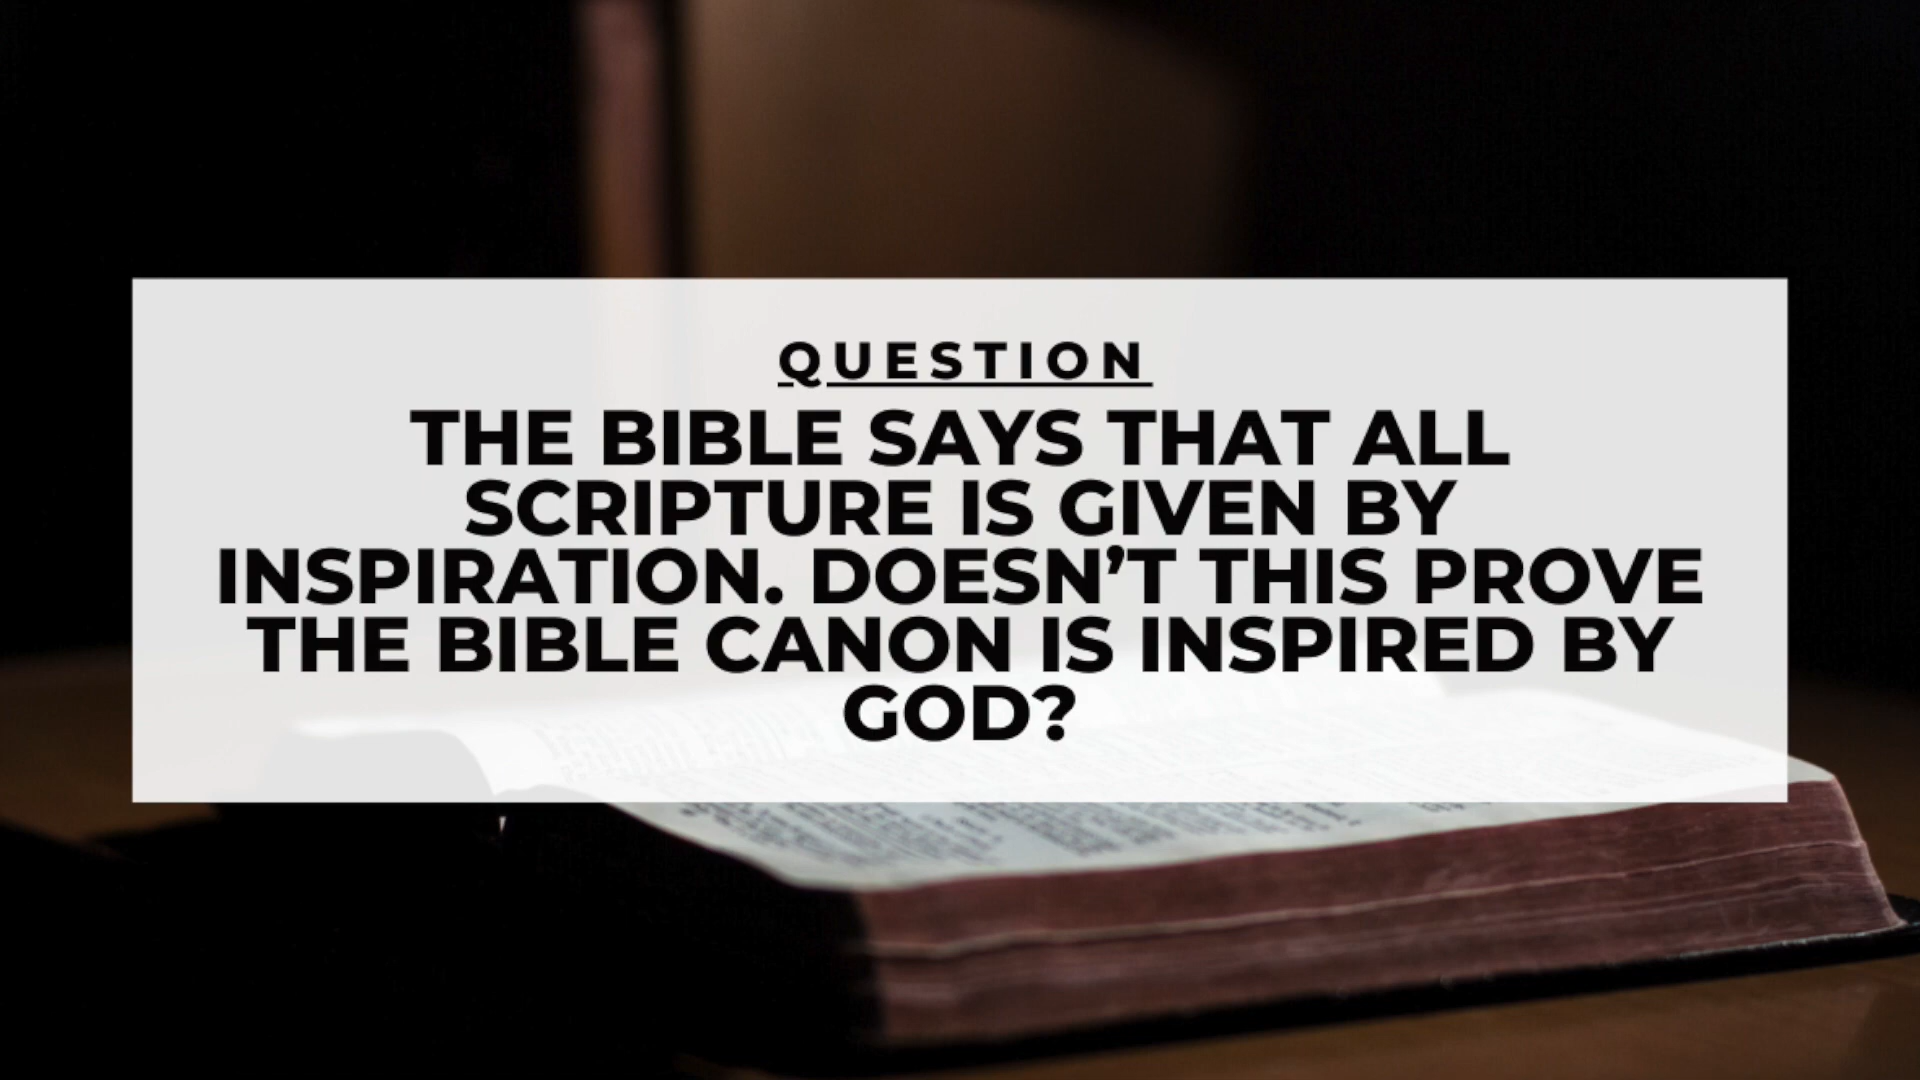 QUESTION
THE BIBLE SAYS THAT ALL
SCRIPTURE IS GIVEN BY
INSPIRATION. DOESN’T THIS PROVE
THE BIBLE CANON IS INSPIRED BY
GOD?